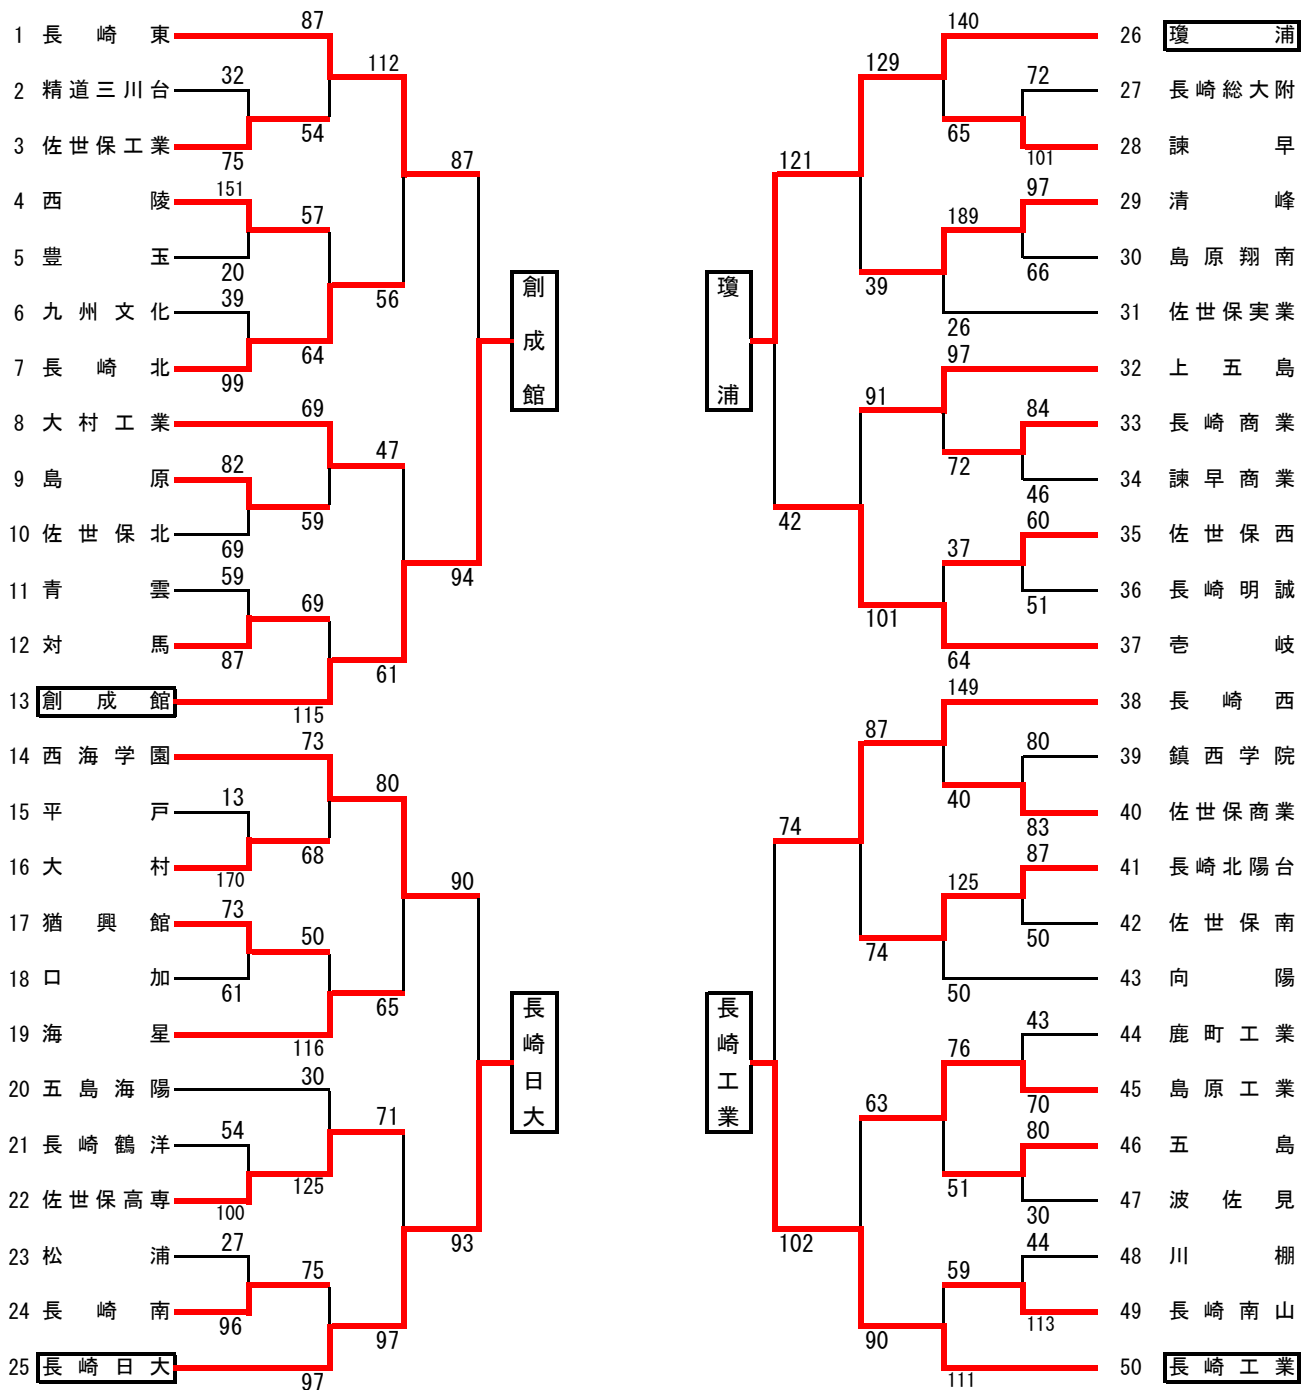 1 長崎東
2 精道三川台
3 佐世保工業
4 西陵
5 豊玉
6 九州文化
7 長崎北
8 大村工業
9 島原
10 佐世保北
11 青雲
12 対馬
13 創成館
14 西海学園
15 平戸
16 大村
17 猶興館
18 口加
19 海星
20 五島海陽
21 長崎鶴洋
22 佐世保高専
23 松浦
24 長崎南
25 長崎日大
32
75
151
20
39
99
82
69
59
87
13
170
73
61
54
100
27
96
87
54
57
64
69
59
69
115
73
68
50
116
30
125
75
97
112
56
47
61
80
65
71
97
87
94
90
93
創成館
長崎日大
瓊浦
長崎工業
121
42
74
102
129
39
91
101
87
74
63
90
140
65
189
26
97
72
37
64
149
40
125
50
76
51
59
111
72
101
97
66
84
46
60
51
80
83
87
50
43
70
80
30
44
113
26 瓊浦
27 長崎総大附
28 諫早
29 清峰
30 島原翔南
31 佐世保実業
32 上五島
33 長崎商業
34 諫早商業
35 佐世保西
36 長崎明誠
37 壱岐
38 長崎西
39 鎮西学院
40 佐世保商業
41 長崎北陽台
42 佐世保南
43 向陽
44 鹿町工業
45 島原工業
46 五島
47 波佐見
48 川棚
49 長崎南山
50 長崎工業